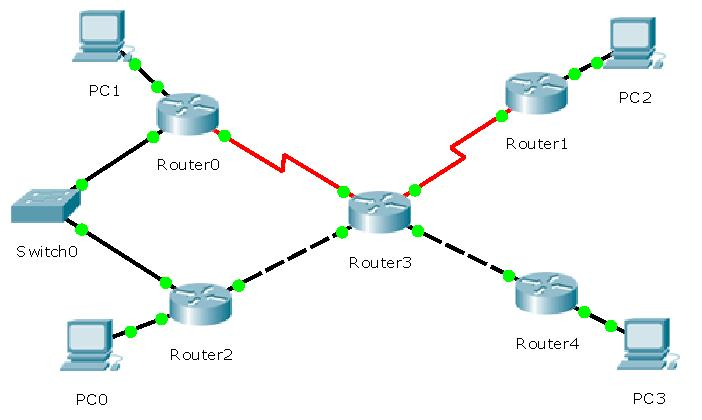 PC1
PC2
Router0
Router1
Switch0
Router3
Router2
Router4
PC0
PC3